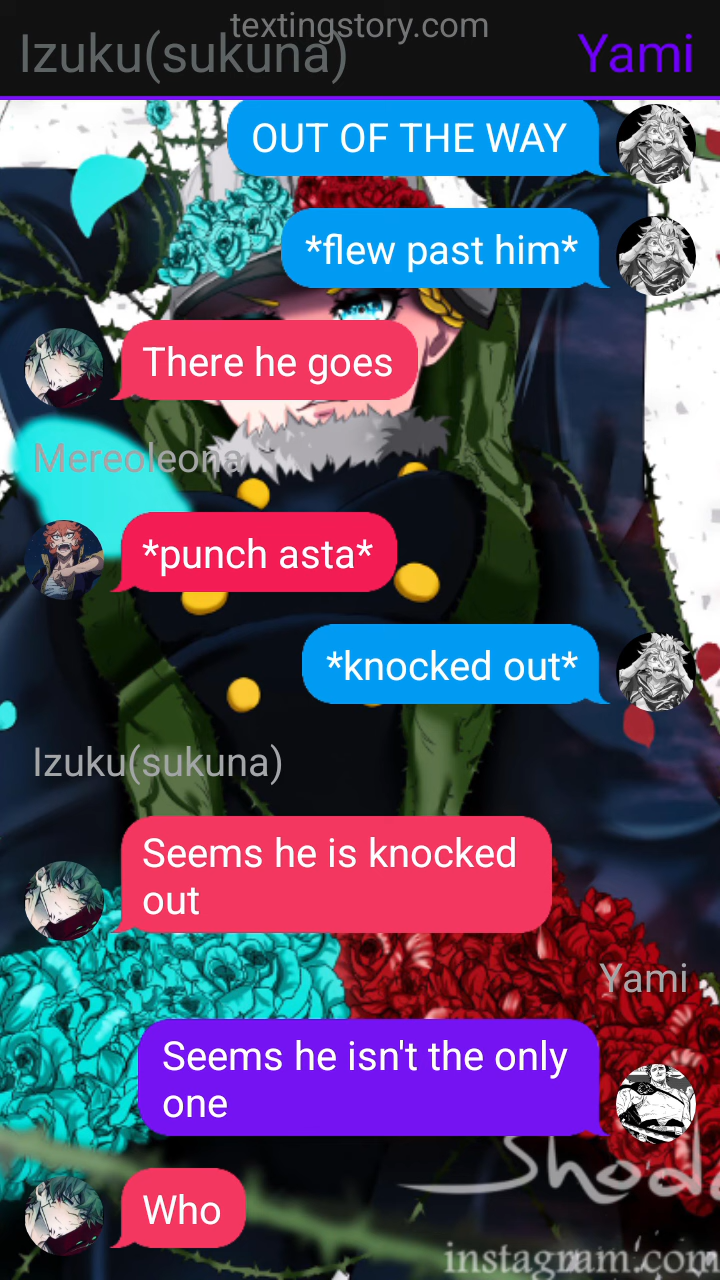 textingstory.com
Izuku(sukuna)
Yami
OUT OF THE WAY
*flew past him*
There he goes
Mereoleona
*punch asta*
*knocked out*
Izuku(sukuna)
Seems he is knocked
out
Yami
Seems he isn't the only
one
Who
instagram.com